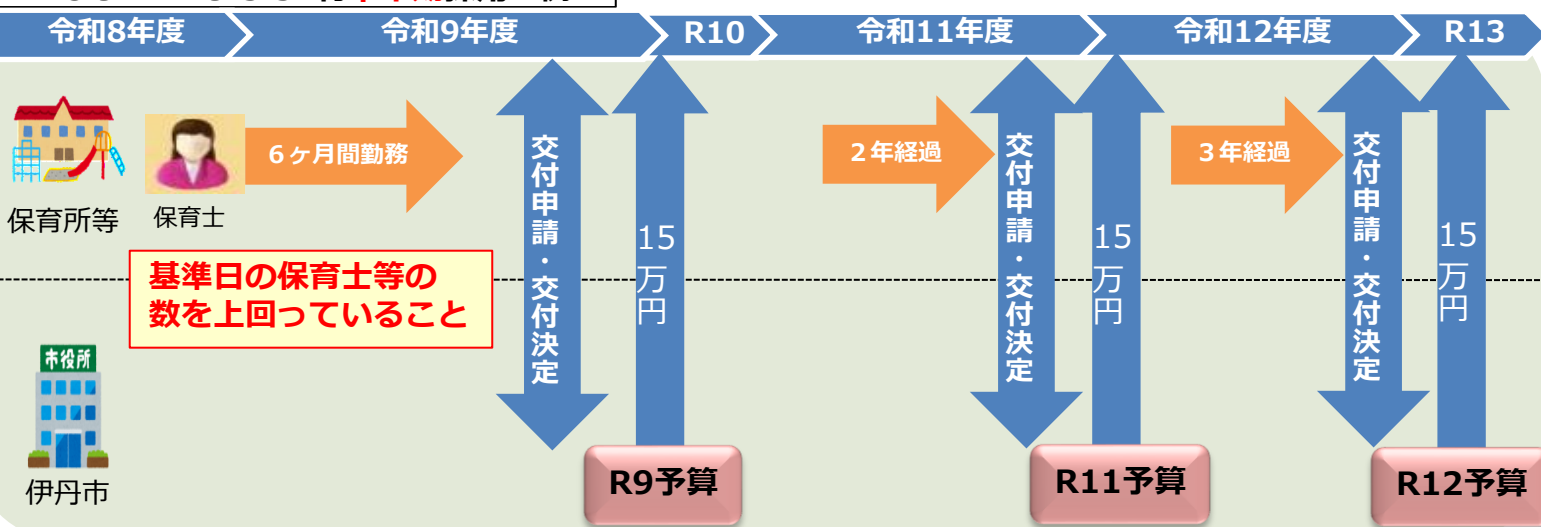 令和8年度
令和9年度
R10
令和11年度
令和12年度
R13
6ヶ月間勤務
2年経過
3年経過
保育所等
保育士
交付申請・交付決定
15万円
交付申請・交付決定
15万円
交付申請・交付決定
15万円
基準日の保育士等の
数を上回っていること
市役所
伊丹市
R9予算
R11予算
R12予算